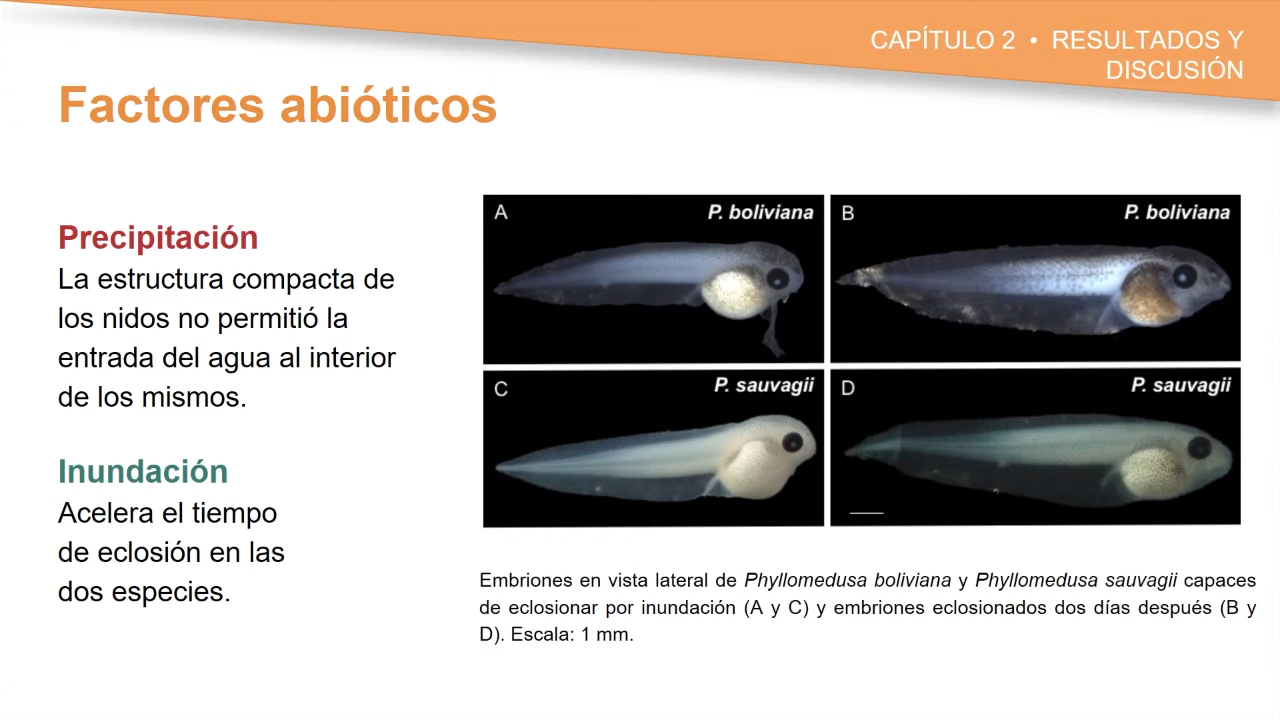 CAPÍTULO 2 • RESULTADOS Y
DISCUSIÓN
Factores abióticos
Precipitación
La estructura compacta de
los nidos no permitió la
entrada del agua al interior
de los mismos.
Inundación
Acelera el tiempo
de eclosión en las
dos especies.
A P. boliviana
B P. boliviana
C P. sauvagii
D P. sauvagii
Embriones en vista lateral de Phyllomedusa boliviana y Phyllomedusa sauvagii capaces
de eclosionar por inundación (A y C) y embriones eclosionados dos días después (B y
D). Escala: 1 mm.